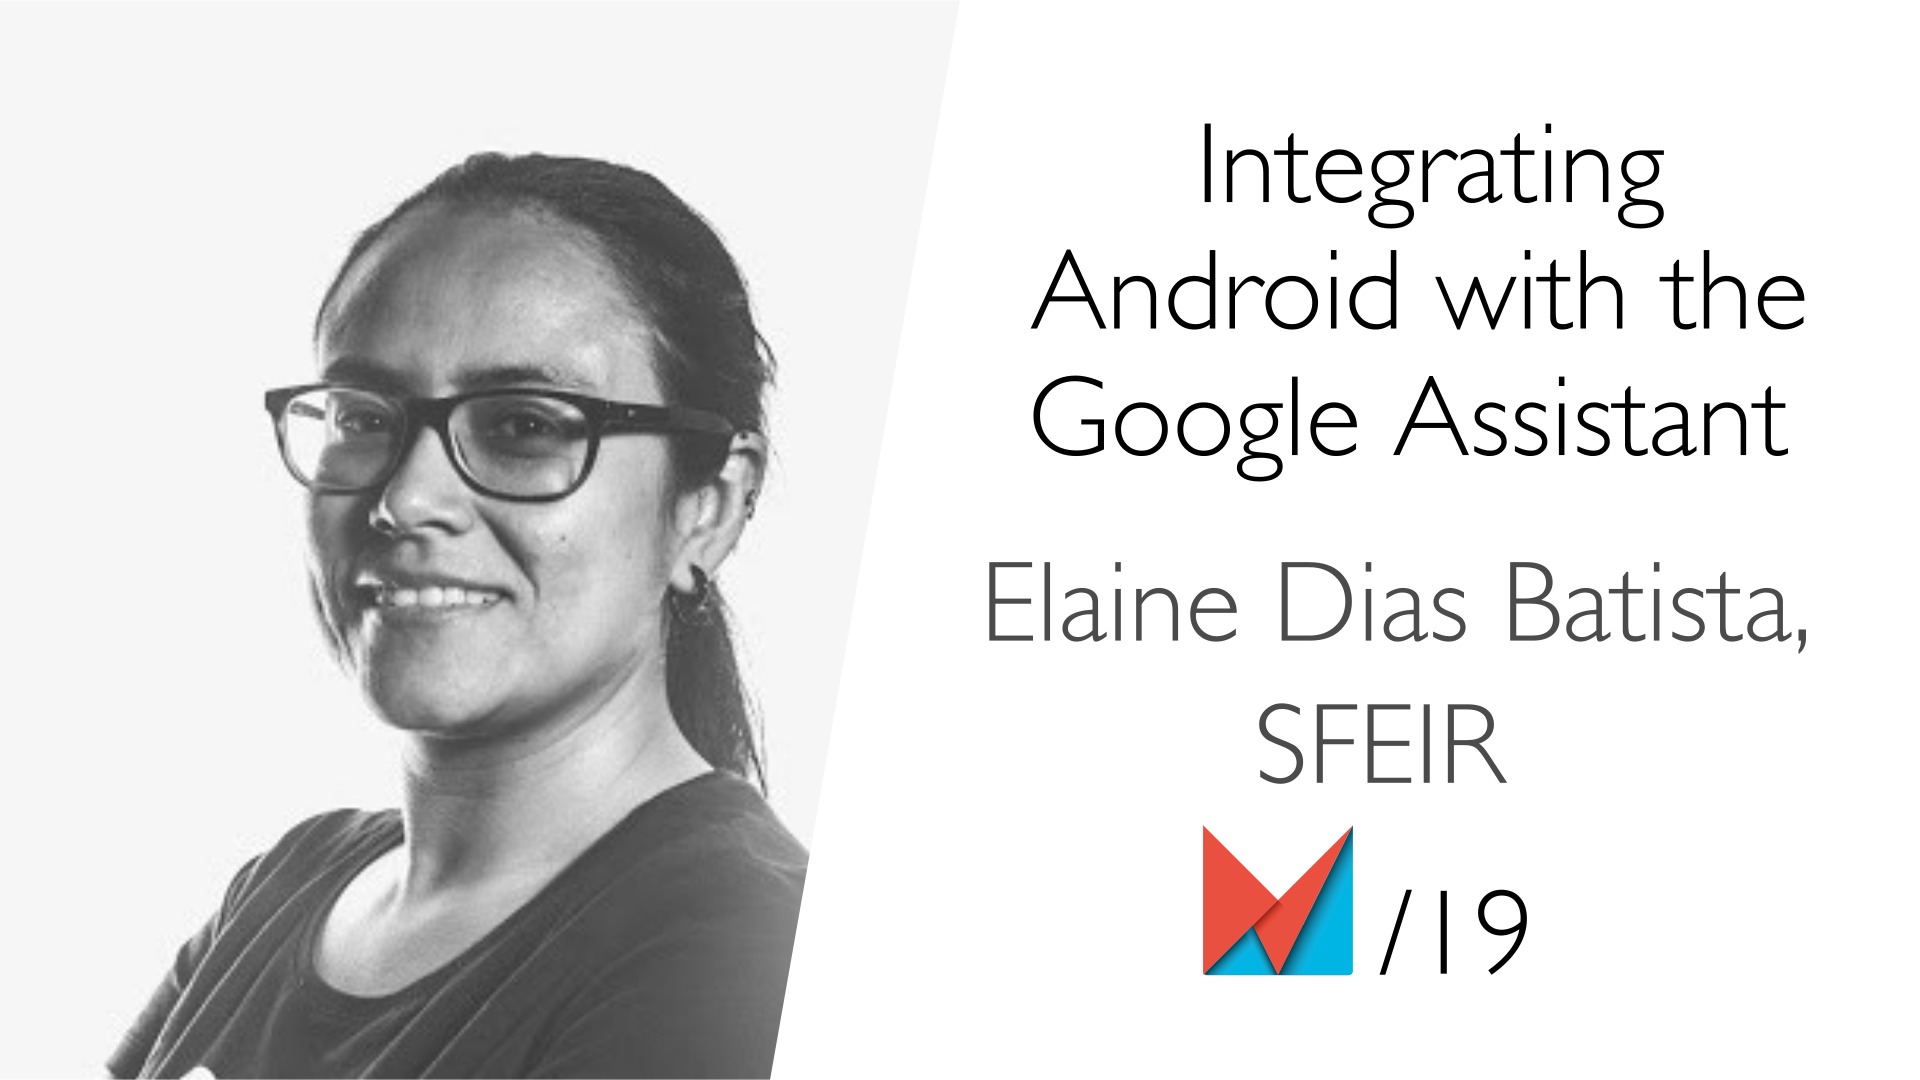 Integrating
Android with the
Google Assistant
Elaine Dias Batista,
SFEIR
/19